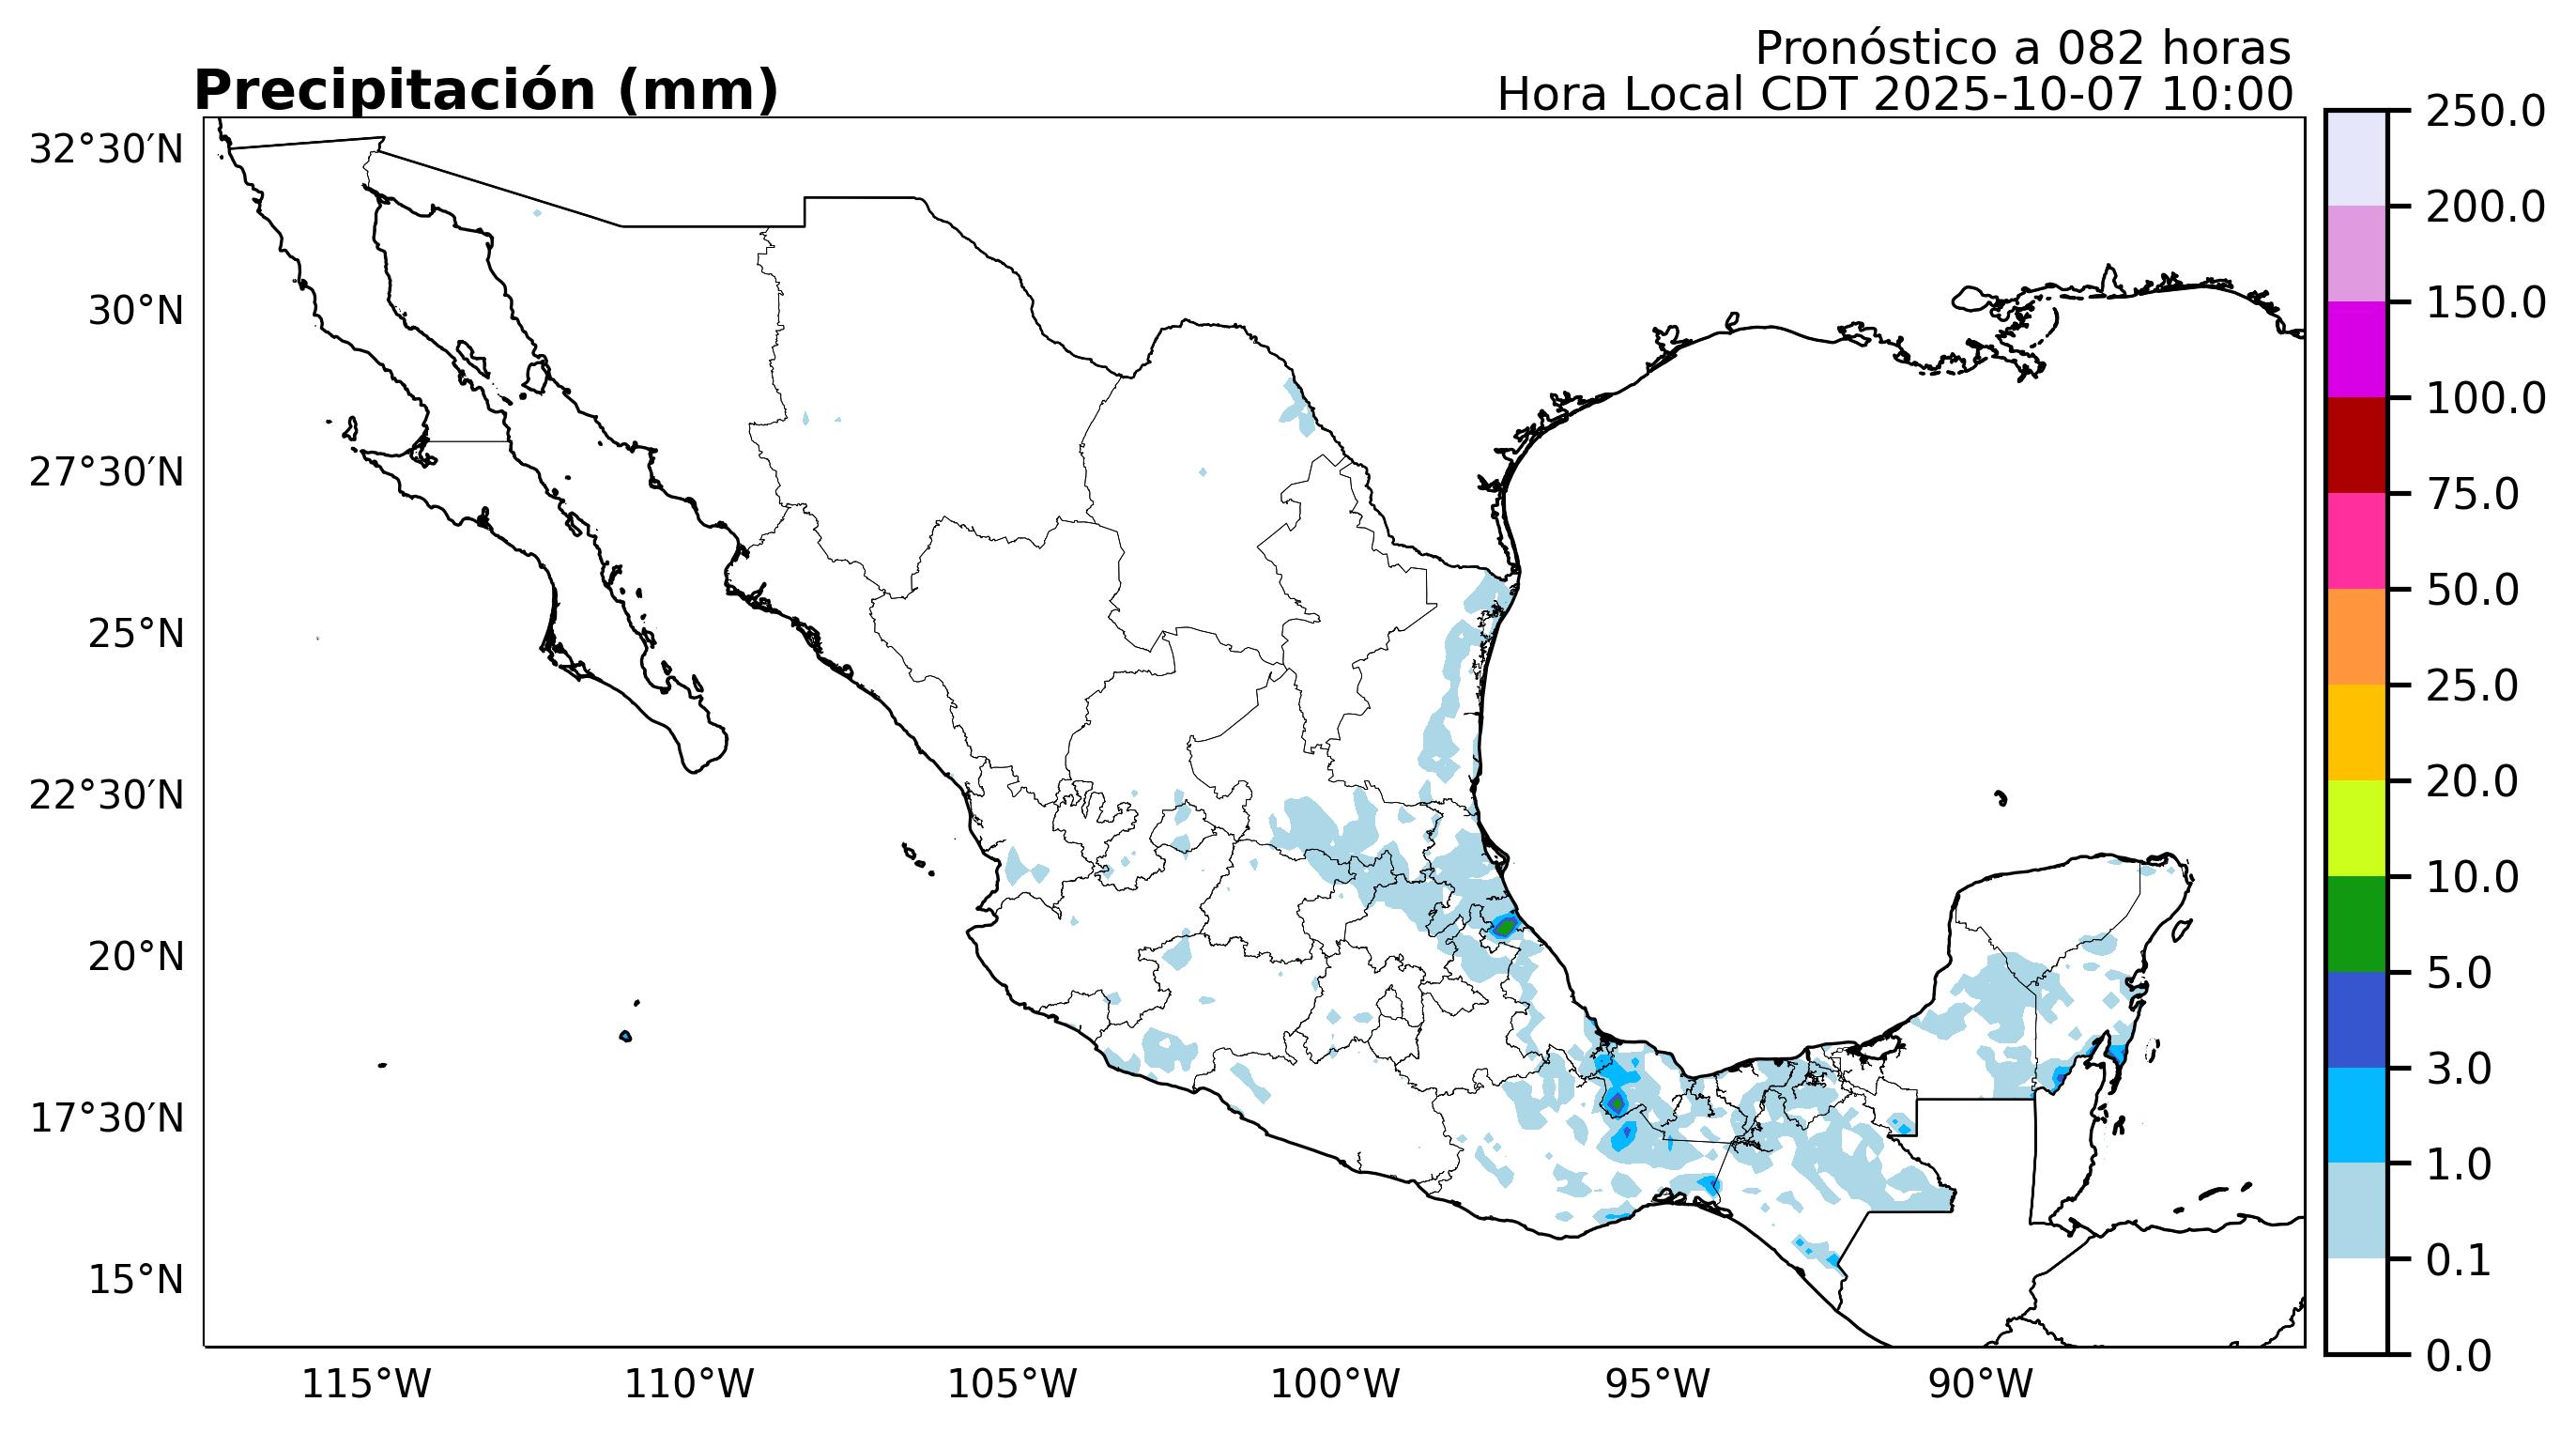 Pronóstico a 082 horas
Precipitación (mm)
Hora Local CDT 2025-10-07 10:00
32°30′N
30°N
27°30′N
25°N
22°30′N
20°N
17°30′N
15°N
115°W
110°W
105°W
100°W
95°W
90°W
250.0
200.0
150.0
100.0
75.0
50.0
25.0
20.0
10.0
5.0
3.0
1.0
0.1
0.0